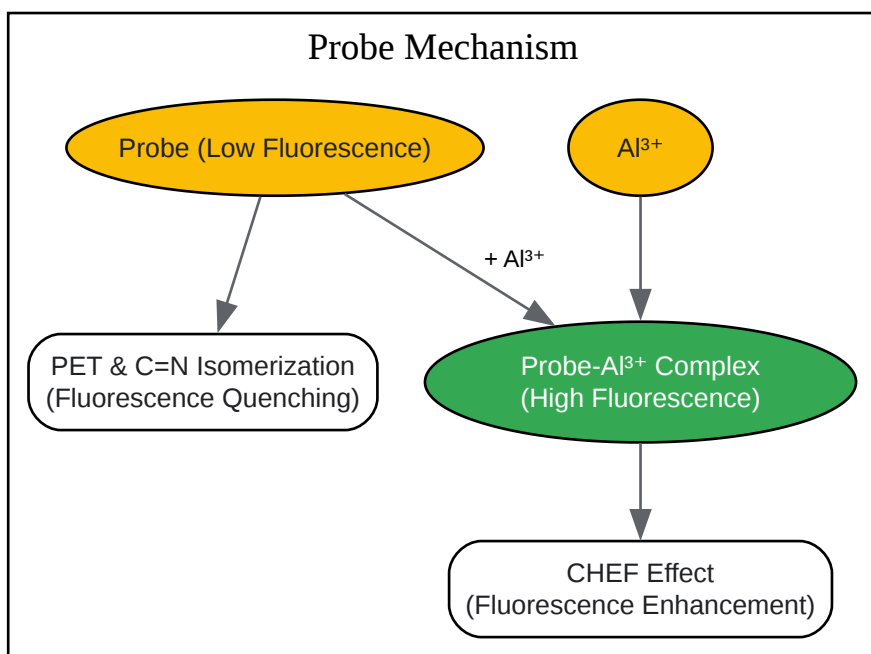 Probe Mechanism
Probe (Low Fluorescence)
Al³⁺
+ Al³⁺
PET & C=N Isomerization
(Fluorescence Quenching)
Probe-Al³⁺ Complex
(High Fluorescence)
CHEF Effect
(Fluorescence Enhancement)